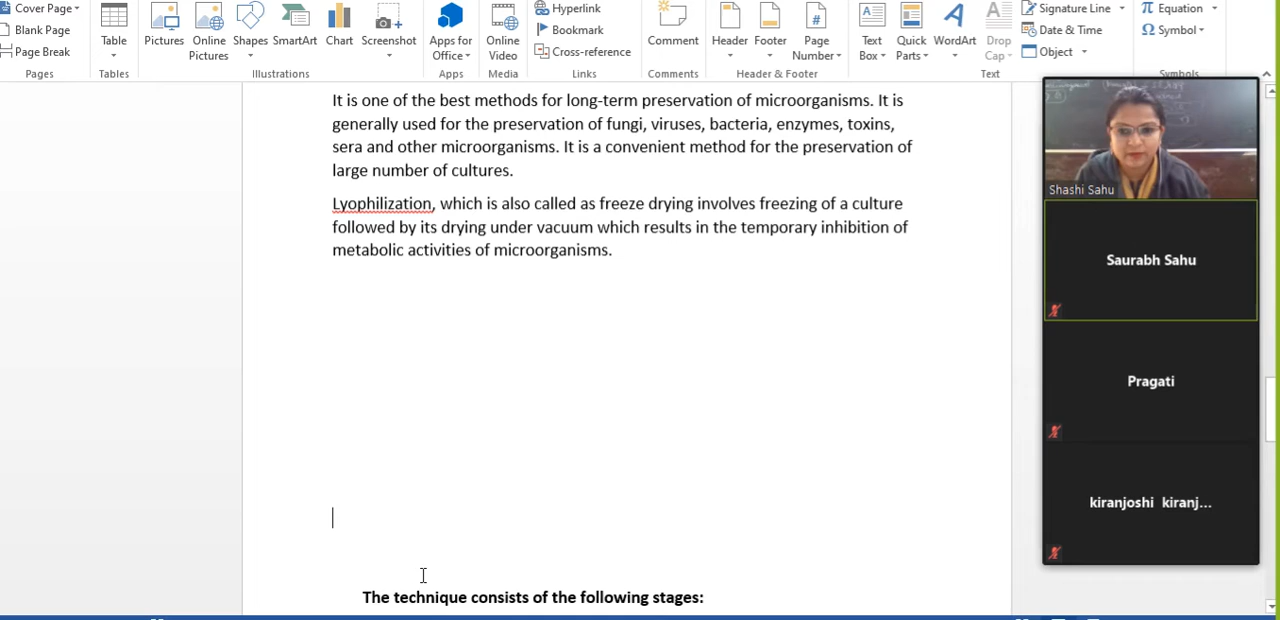 Cover Page
Blank Page
Page Break
Pages
Table
Tables
Pictures
Online Pictures
Shapes
SmartArt
Chart
Screenshot
Illustrations
Apps for Office
Apps
Online Video
Media
Hyperlink
Bookmark
Cross-reference
Links
Comment
Comments
Header
Footer
Page Number
Header & Footer
Text Box
Quick Parts
WordArt
Drop Cap
Signature Line
Date & Time
Object
Text
Equation
Symbol
Symbols
It is one of the best methods for long-term preservation of microorganisms. It is
generally used for the preservation of fungi, viruses, bacteria, enzymes, toxins,
sera and other microorganisms. It is a convenient method for the preservation of
large number of cultures.
Lyophilization, which is also called as freeze drying involves freezing of a culture
followed by its drying under vacuum which results in the temporary inhibition of
metabolic activities of microorganisms.
The technique consists of the following stages:
Shashi Sahu
Saurabh Sahu
Pragati
kiranjoshi kiranj...